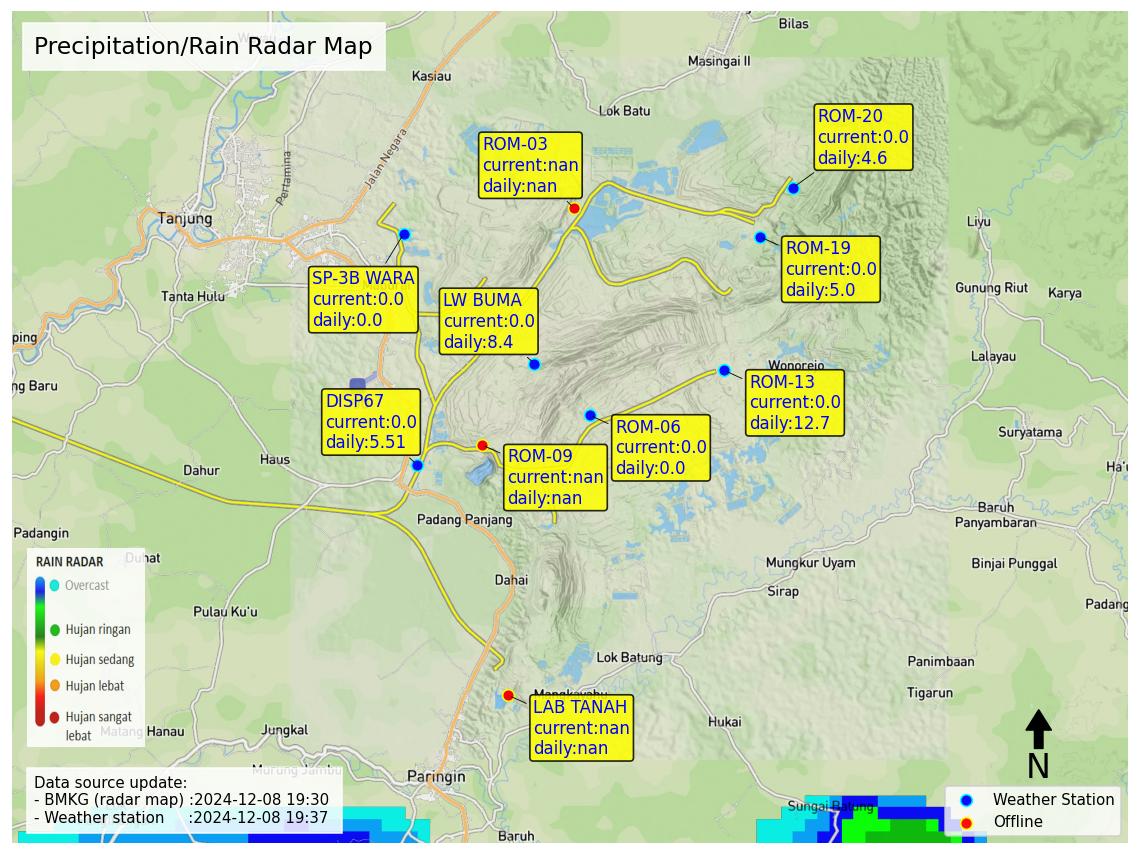 Precipitation/Rain Radar Map
Bilas
Masingai II
Kasiau
Lok Batu
Jalan Negara
Pertamina
Tanjung
Tanta Hulu
ping
ng Baru
ROM-03
current:nan
daily:nan
ROM-20
current:0.0
daily:4.6
ROM-19
current:0.0
daily:5.0
Liyu
Gunung Riut
Karya
Lalayau
SP-3B WARA
current:0.0
daily:0.0
LW BUMA
current:0.0
daily:8.4
Wonorejo
ROM-13
current:0.0
daily:12.7
DISP67
current:0.0
daily:5.51
ROM-06
current:0.0
daily:0.0
ROM-09
current:nan
daily:nan
Suryatama
Ha'u
Dahur
Haus
Padang Panjang
Baruh
Panyambaran
Padangin
Duhat
Binjai Punggal
Mungkur Uyam
Sirap
Padang
Dahai
Pulau Ku'u
RAIN RADAR
Overcast
Hujan ringan
Hujan sedang
Hujan lebat
Hujan sangat
lebat
Lok Batung
Panimbaan
Tigarun
Mangkayahu
LAB TANAH
current:nan
daily:nan
Hukai
Matang Hanau
Jungkal
Murung Jambu
Paringin
Sungai Batung
Baruh
Data source update:
- BMKG (radar map) :2024-12-08 19:30
- Weather station :2024-12-08 19:37
N
Weather Station
Offline